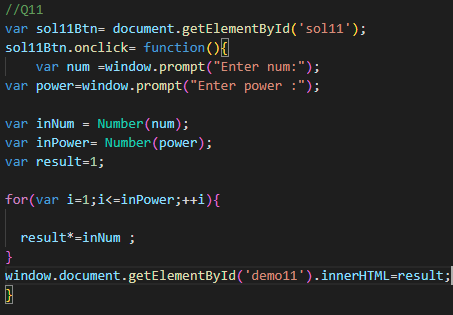 //Q11
var sol11Btn= document.getElementById('sol11');
sol11Btn.onclick= function(){
    var num =window.prompt("Enter num:");
var power=window.prompt("Enter power :");

var inNum = Number(num);
var inPower= Number(power);
var result=1;

for(var i=1;i<=inPower;++i){

  result*=inNum ;
}
window.document.getElementById('demo11').innerHTML=result;
}